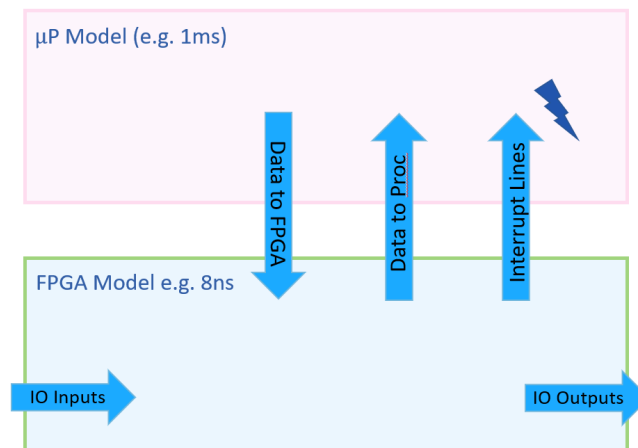 µP Model (e.g. 1ms)
Data to FPGA
Data to Proc
Interrupt Lines
FPGA Model e.g. 8ns
IO Inputs
IO Outputs